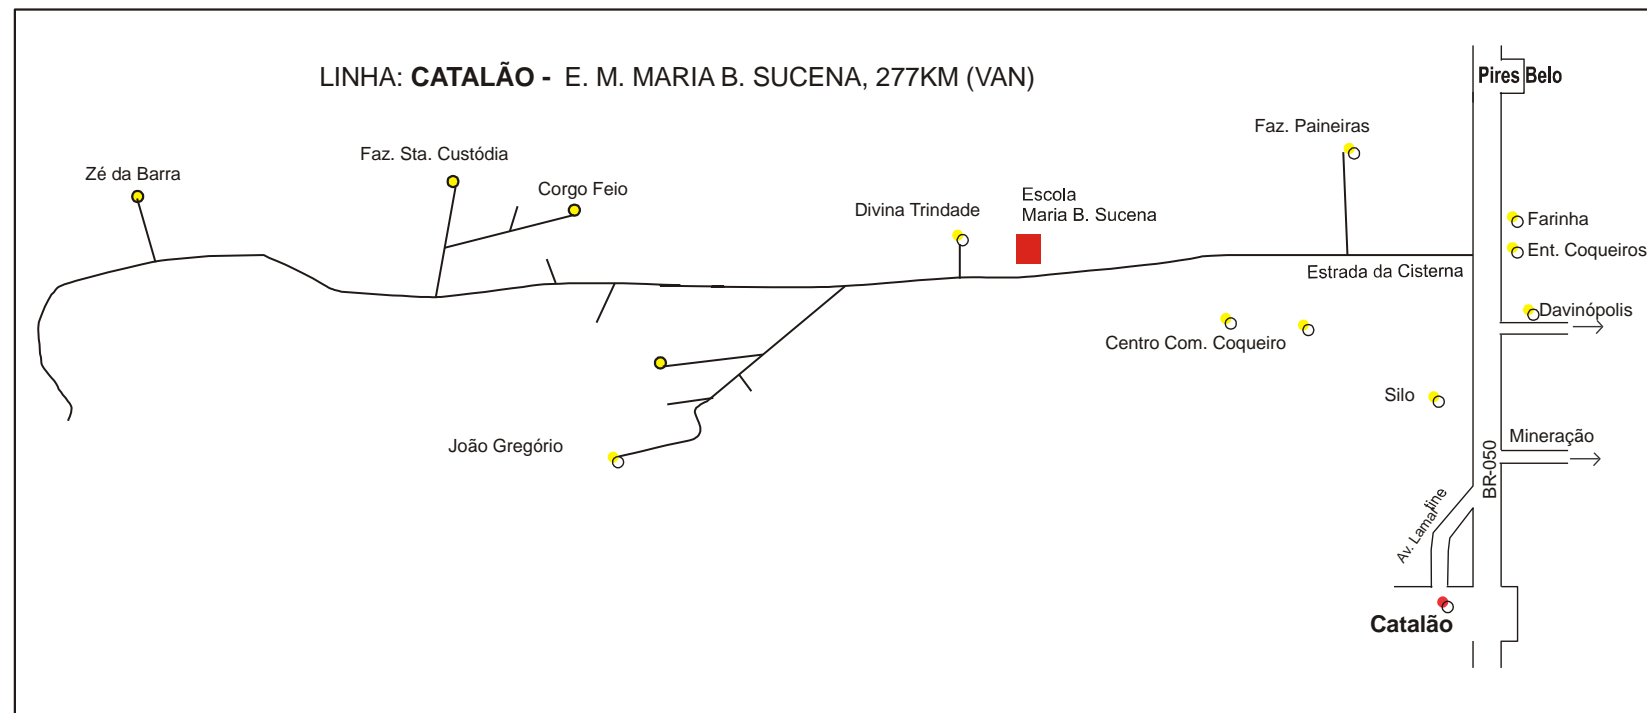 LINHA: CATALÃO - E. M. MARIA B. SUCENA, 277KM (VAN)
Pires Belo
Faz. Paineiras
Faz. Sta. Custódia
Zé da Barra
Corgo Feio
Escola
Maria B. Sucena
Divina Trindade
Farinha
Ent. Coqueiros
Estrada da Cisterna
Davinópolis
Centro Com. Coqueiro
Silo
Mineração
João Gregório
BR-050
Av. Lamartine
Catalão